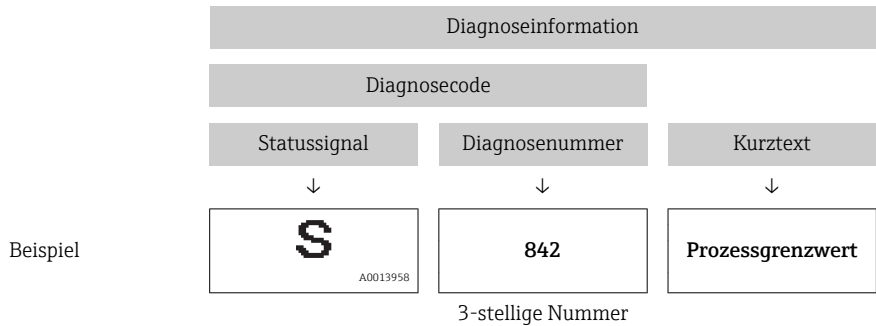 Diagnoseinformation
Diagnosecode
Statussignal Diagnosenummer Kurztext
↓ ↓ ↓
Beispiel S 842 Prozessgrenzwert
A0013958
3-stellige Nummer